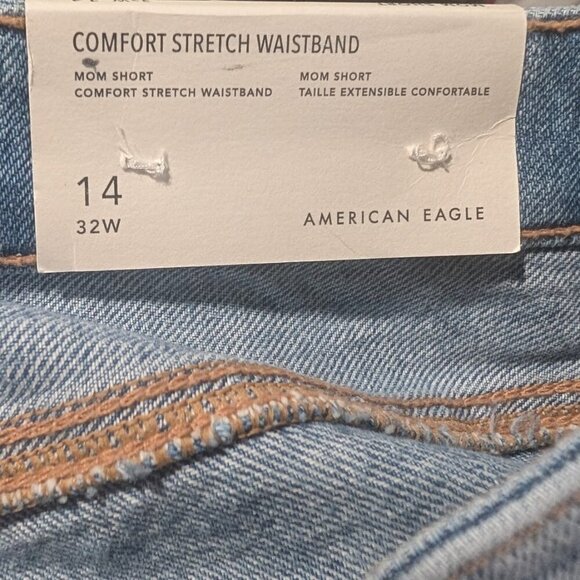 COMFORT STRETCH WAISTBAND
MOM SHORT
COMFORT STRETCH WAISTBAND
MOM SHORT
TAILLE EXTENSIBLE CONFORTABLE
14
32W
AMERICAN EAGLE